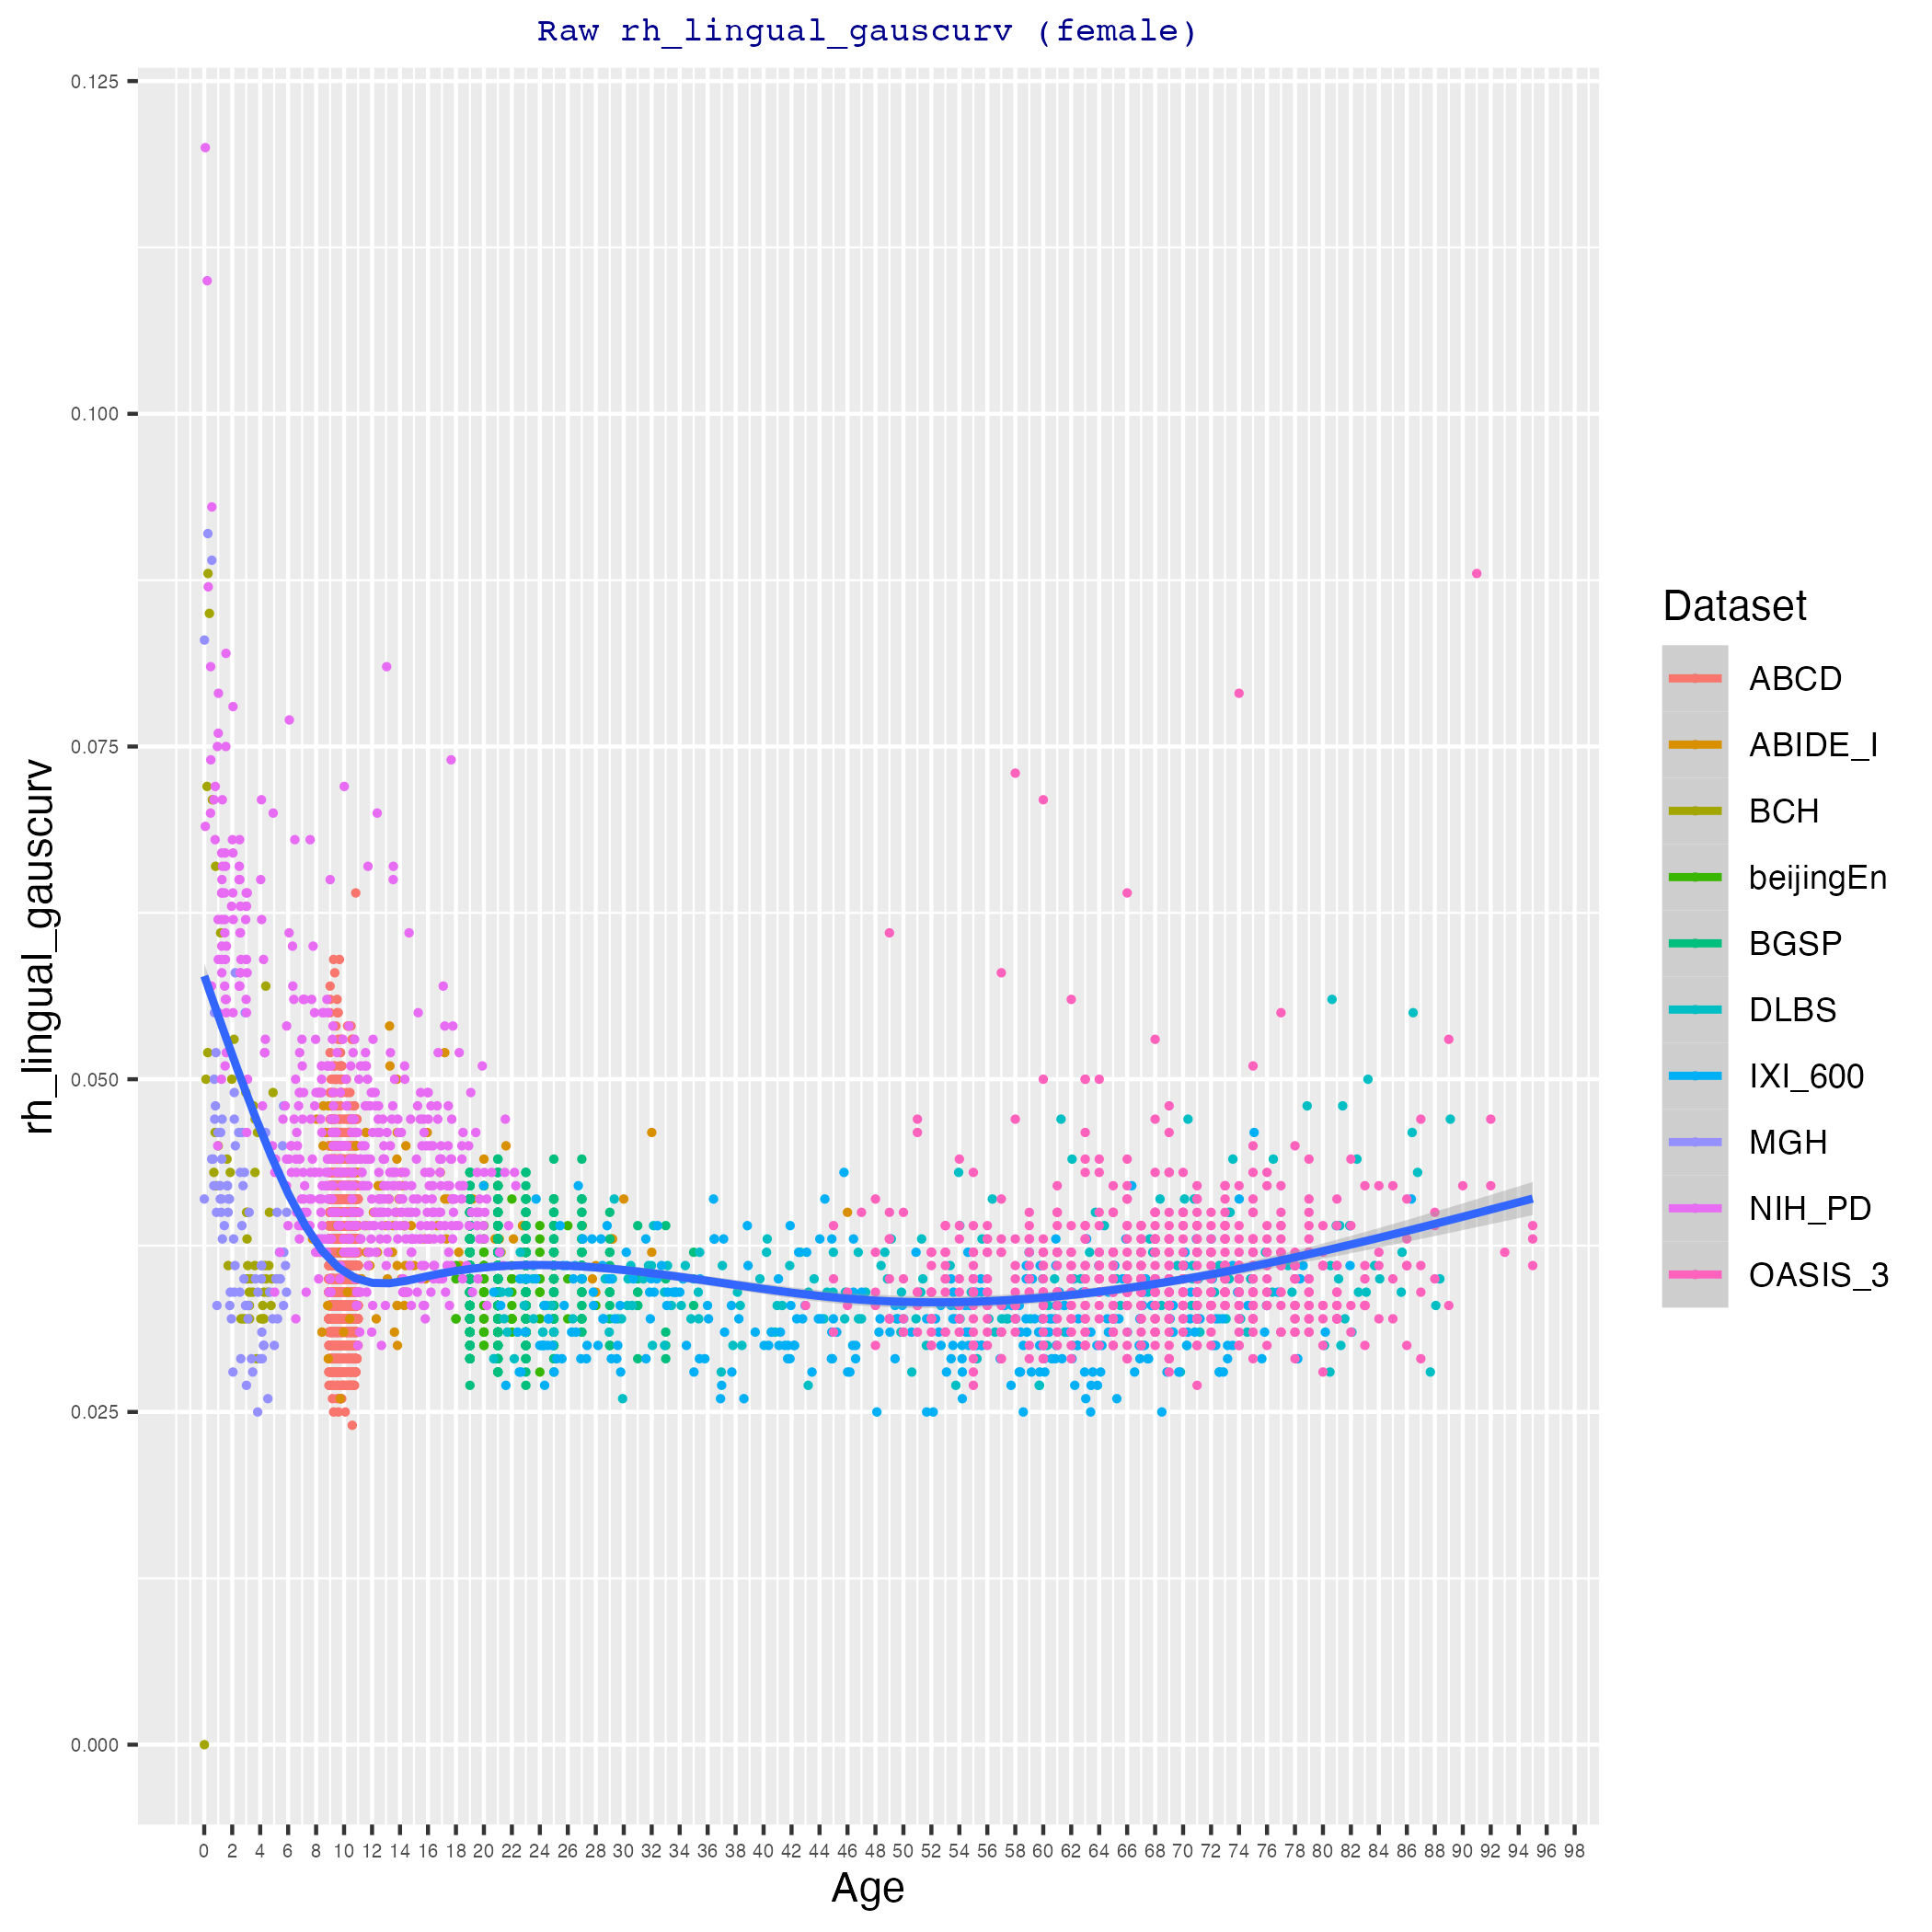 Raw rh_lingual_gauscurv (female)
0.125
0.100
0.075
0.050
0.025
0.000
rh_lingual_gauscurv
0 2 4 6 8 10 12 14 16 18 20 22 24 26 28 30 32 34 36 38 40 42 44 46 48 50 52 54 56 58 60 62 64 66 68 70 72 74 76 78 80 82 84 86 88 90 92 94 96 98
Age
Dataset
ABCD
ABIDE_I
BCH
beijingEn
BGSP
DLBS
IXI_600
MGH
NIH_PD
OASIS_3